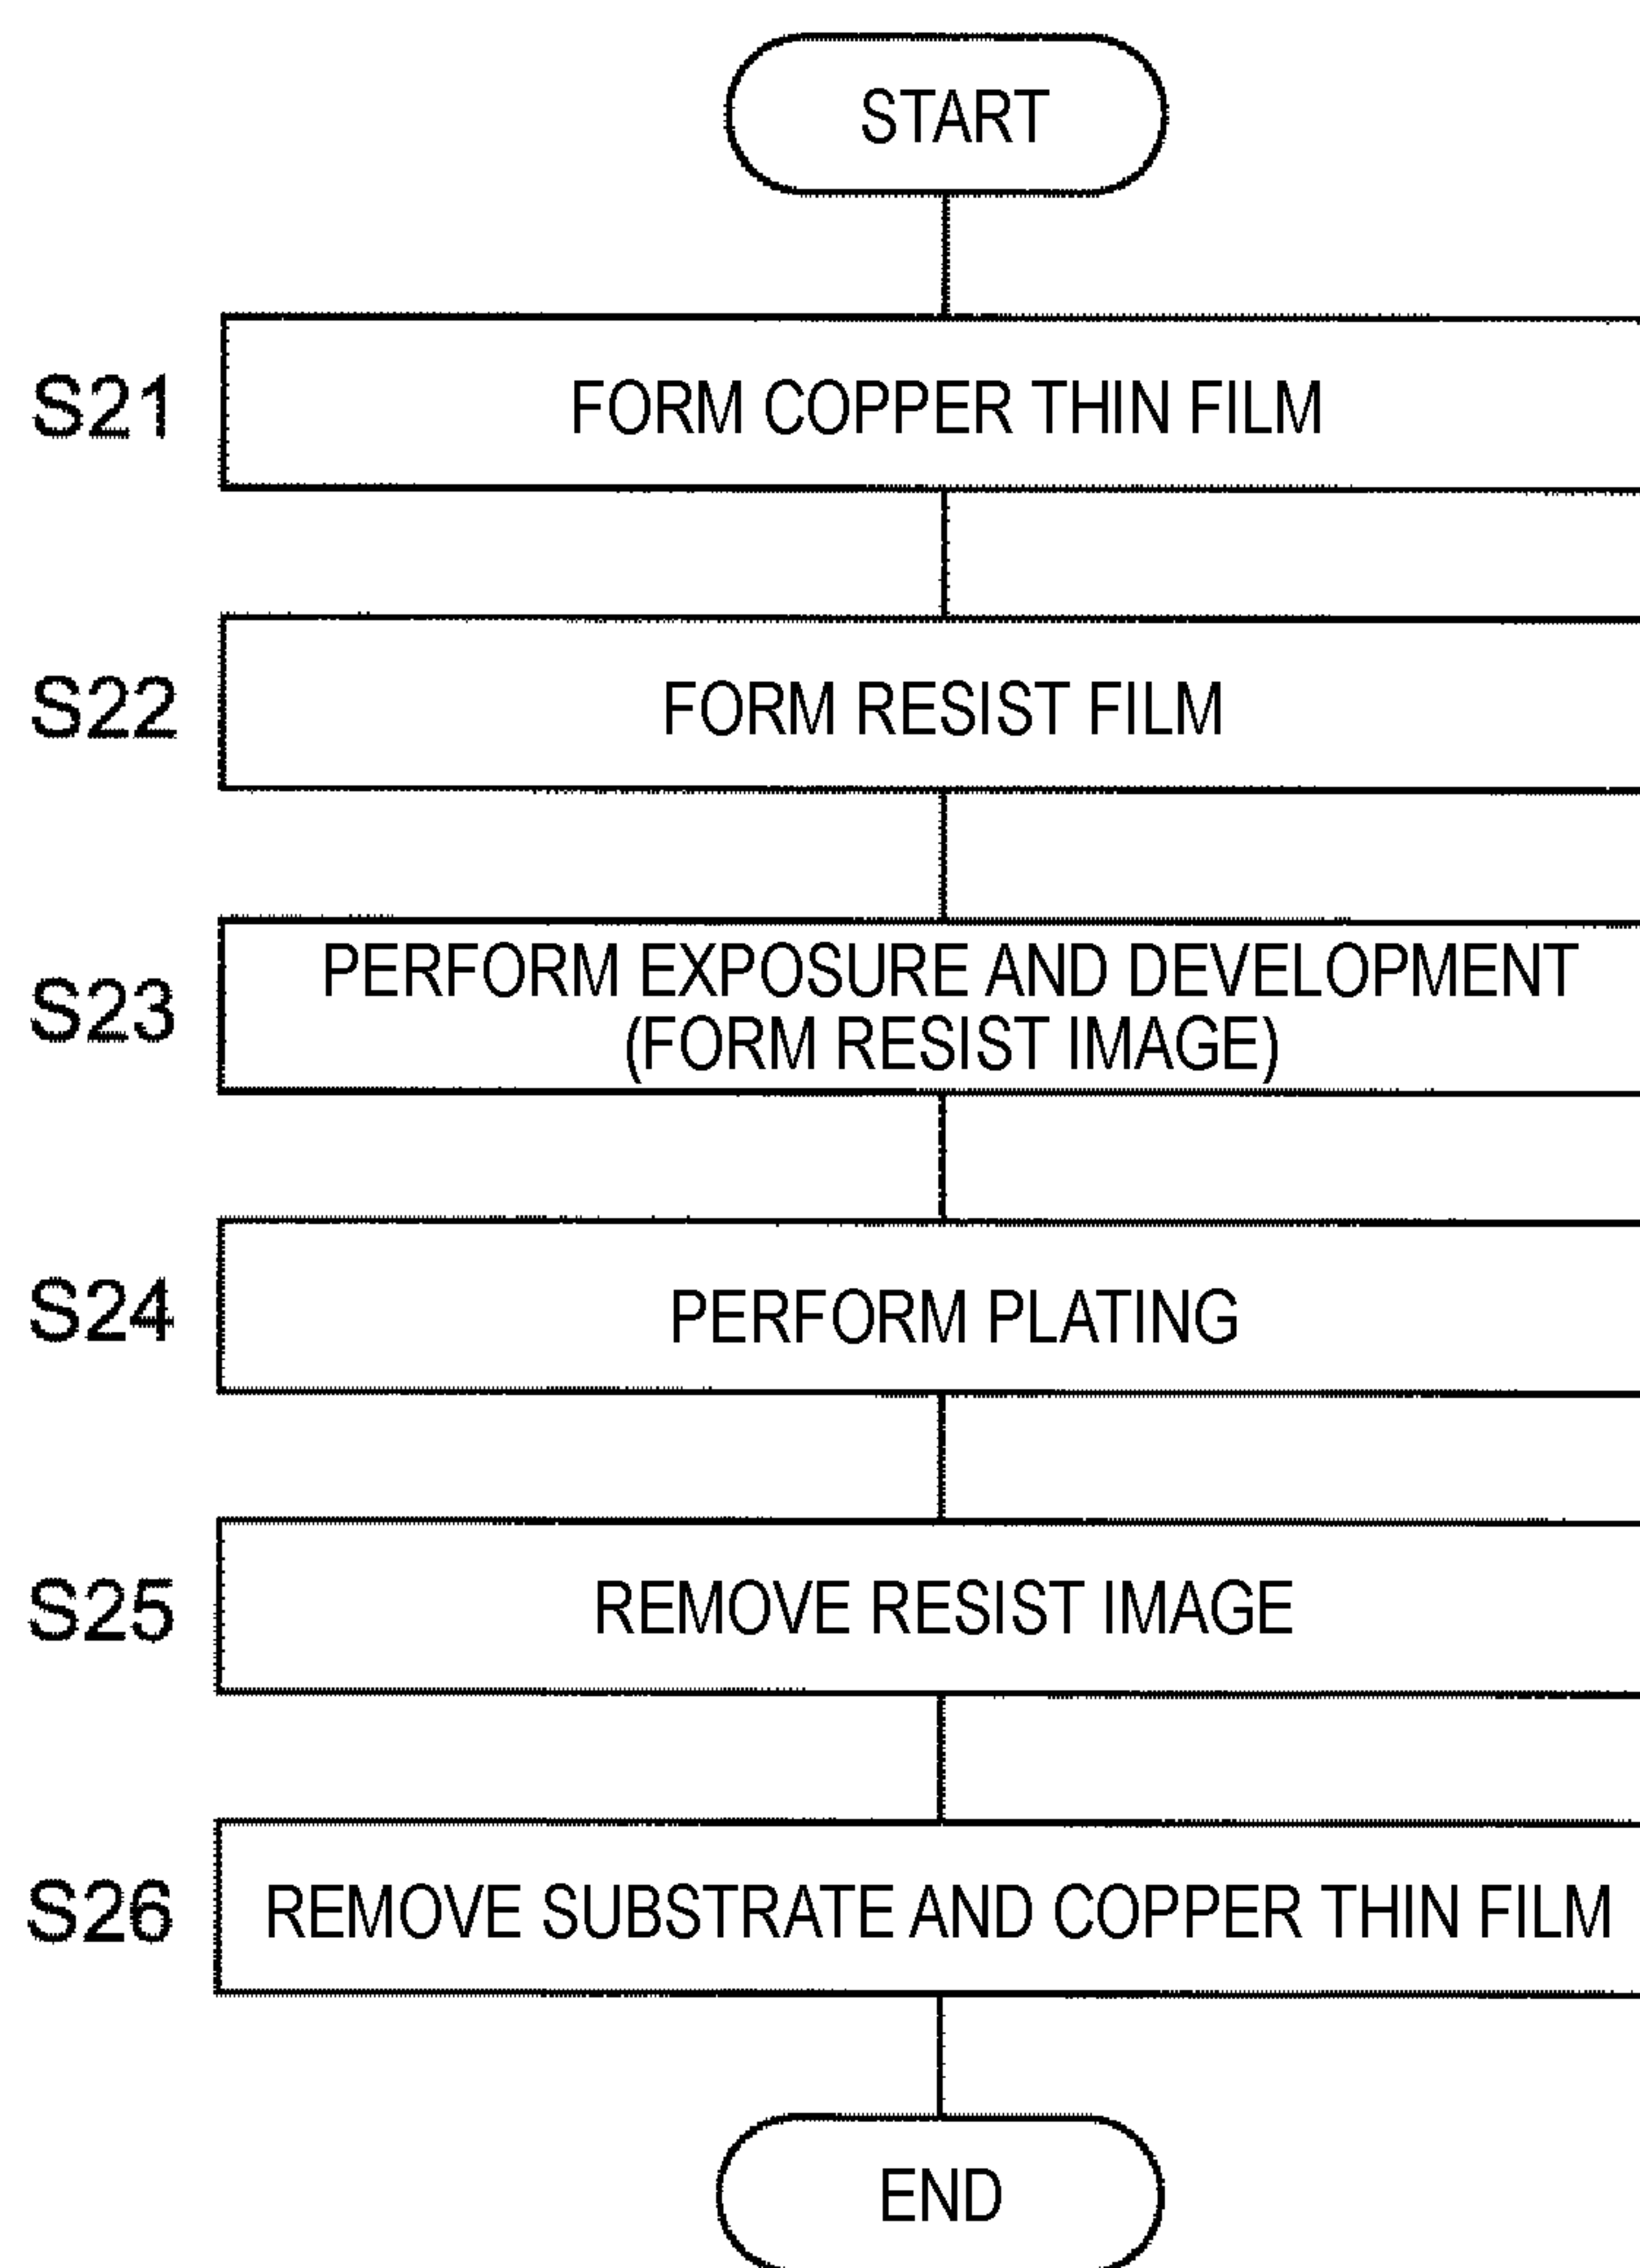 START
S21 FORM COPPER THIN FILM
S22 FORM RESIST FILM
S23 PERFORM EXPOSURE AND DEVELOPMENT
(FORM RESIST IMAGE)
S24 PERFORM PLATING
S25 REMOVE RESIST IMAGE
S26 REMOVE SUBSTRATE AND COPPER THIN FILM
END